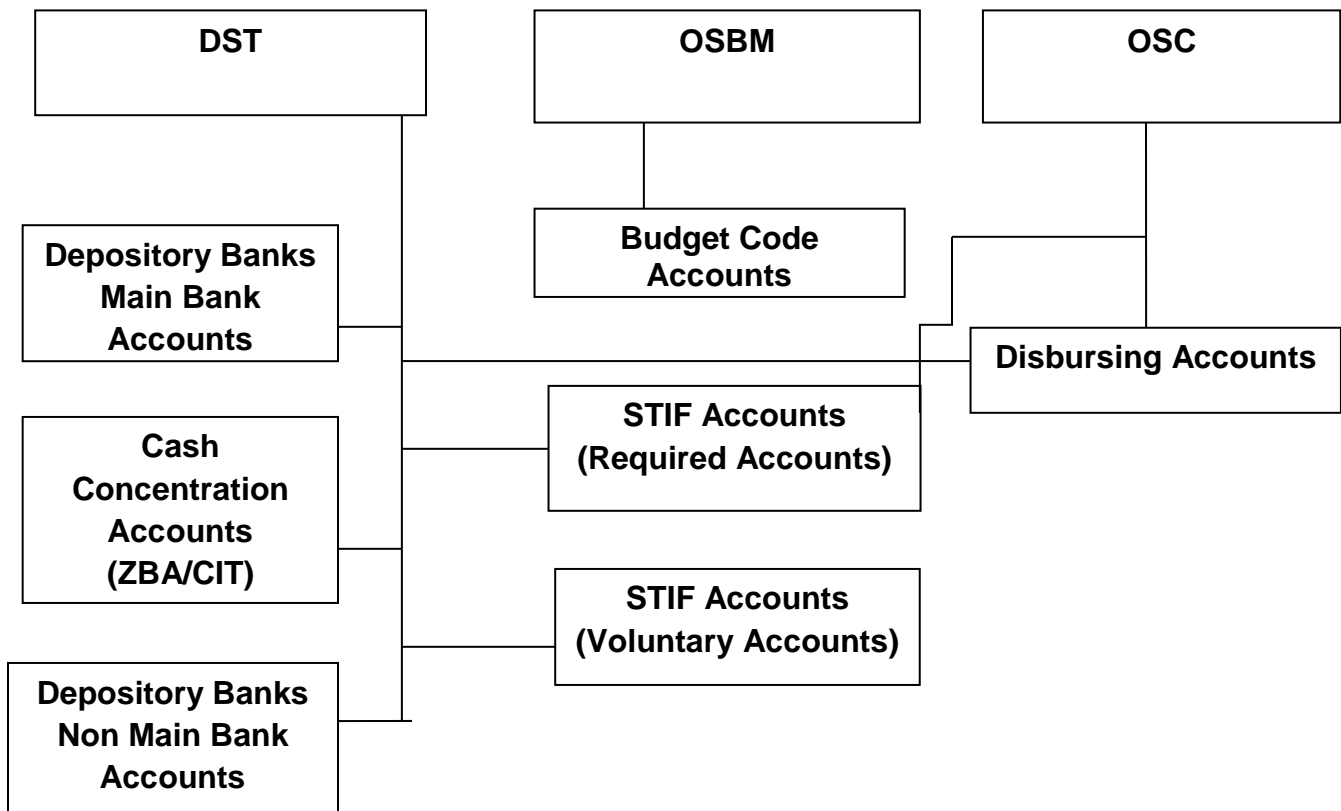 DST
OSBM
OSC
Budget Code
Accounts
Depository Banks
Main Bank
Accounts
Disbursing Accounts
STIF Accounts
(Required Accounts)
Cash
Concentration
Accounts
(ZBA/CIT)
STIF Accounts
(Voluntary Accounts)
Depository Banks
Non Main Bank
Accounts